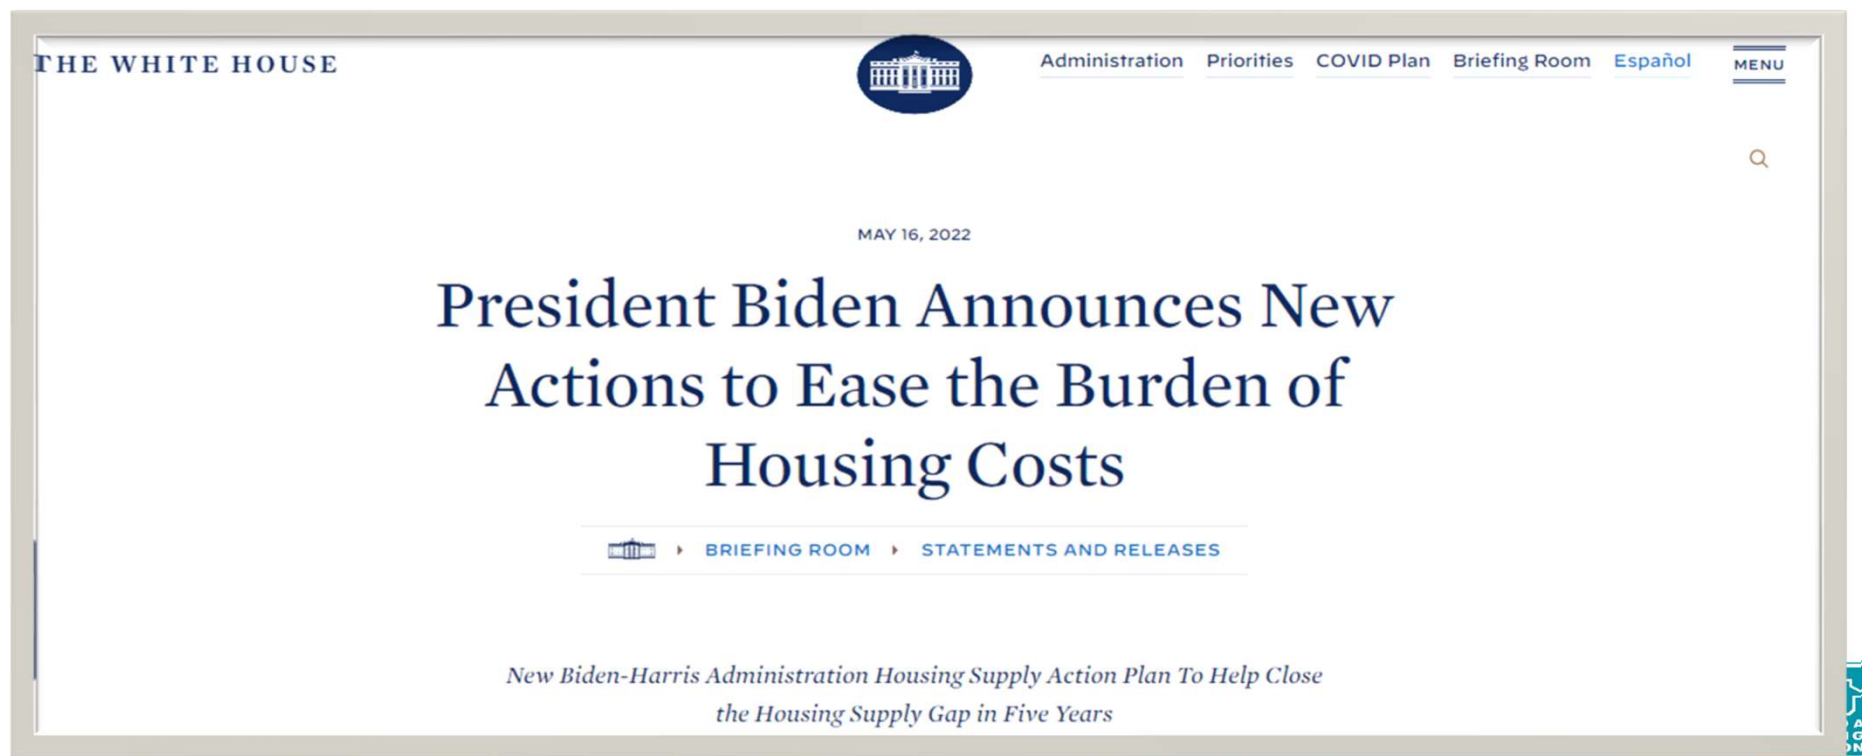 THE WHITE HOUSE
Administration Priorities COVID Plan Briefing Room Español MENU
MAY 16, 2022
President Biden Announces New
Actions to Ease the Burden of
Housing Costs
BRIEFING ROOM STATEMENTS AND RELEASES
New Biden-Harris Administration Housing Supply Action Plan To Help Close
the Housing Supply Gap in Five Years